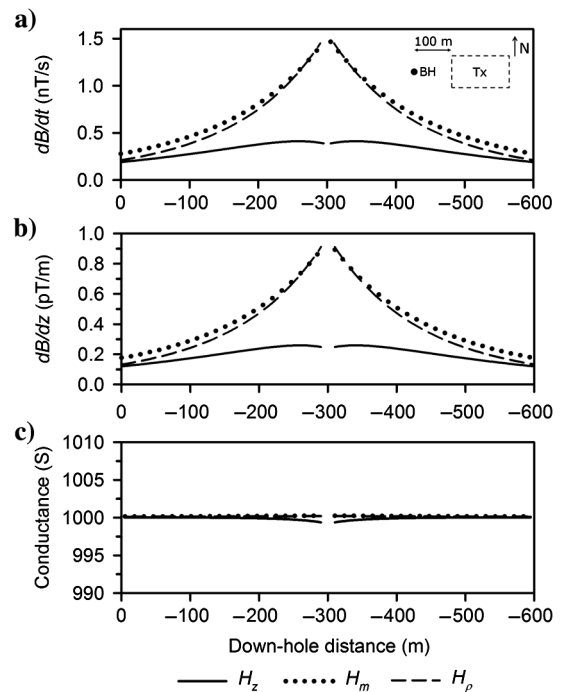 a)
dB/dt (nT/s)
1.5
1.0
0.5
0.0
100 m
N
BH
Tx
0 −100 −200 −300 −400 −500 −600
b)
dB/dz (pT/m)
1.0
0.8
0.6
0.4
0.2
0.0
0 −100 −200 −300 −400 −500 −600
c)
Conductance (S)
1010
1005
1000
995
990
0 −100 −200 −300 −400 −500 −600
Down-hole distance (m)
Hz Hm Hρ